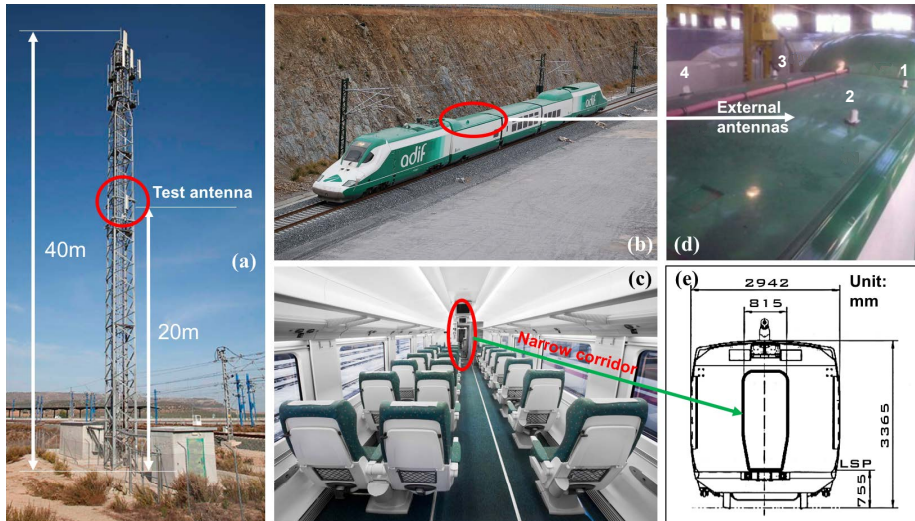 40m
Test antenna
20m
(a)
adif
adif
(b)
4
3
1
2
External
antennas
(d)
(c)
Narrow corridor
(e)
Unit:
mm
2942
815
3365
LSP
755